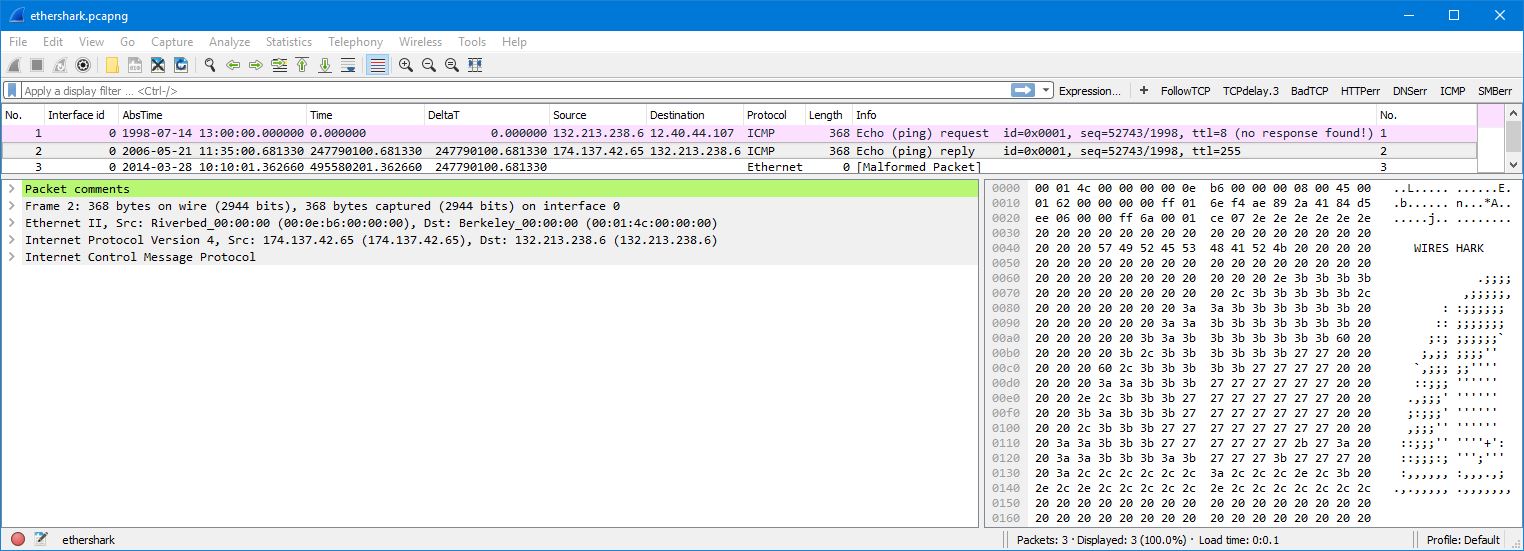 ethershark.pcapng
File Edit View Go Capture Analyze Statistics Telephony Wireless Tools Help
Apply a display filter ... <Ctrl-/> Expression... + FollowTCP TCPdelay.3 BadTCP HTTPerr DNSerr ICMP SMBerr
No. Interface id AbsTime Time DeltaT Source Destination Protocol Length Info No.
1 0 1998-07-14 13:00:00.000000 0.000000 0.000000 132.213.238.6 12.40.44.107 ICMP 368 Echo (ping) request id=0x0001, seq=52743/1998, ttl=8 (no response found!) 1
2 0 2006-05-21 11:35:00.681330 247790100.681330 247790100.681330 174.137.42.65 132.213.238.6 ICMP 368 Echo (ping) reply id=0x0001, seq=52743/1998, ttl=255 2
3 0 2014-03-28 10:10:01.362660 495580201.362660 247790100.681330 Ethernet 0 [Malformed Packet] 3
Packet comments
Frame 2: 368 bytes on wire (2944 bits), 368 bytes captured (2944 bits) on interface 0
Ethernet II, Src: Riverbed_00:00:00 (00:0e:b6:00:00:00), Dst: Berkeley_00:00:00 (00:01:4c:00:00:00)
Internet Protocol Version 4, Src: 174.137.42.65 (174.137.42.65), Dst: 132.213.238.6 (132.213.238.6)
Internet Control Message Protocol
0000 00 01 4c 00 00 00 00 0e b6 00 00 00 08 00 45 00 ..L..... ......E.
0010 01 62 00 00 00 00 ff 01 6e f4 ae 89 2a 41 84 d5 .b...... n...*A..
0020 ee 06 00 00 ff 6a 00 01 ce 07 2e 2e 2e 2e 2e 2e .....j.. ........
0030 20 20 20 20 20 20 20 20 20 20 20 20 20 20 20 20
0040 20 20 20 57 49 52 45 53 48 41 52 4b 20 20 20 20 WIRES HARK
0050 20 20 20 20 20 20 20 20 20 20 20 20 20 20 20 20
0060 20 20 20 20 20 20 20 20 20 20 20 2e 3b 3b 3b 3b .;;;;
0070 20 20 20 20 20 20 20 20 20 2c 3b 3b 3b 3b 3b 2c ,;;;;;,
0080 20 20 20 20 20 20 20 3a 3a 3b 3b 3b 3b 3b 3b 20 : :;;;;;;
0090 20 20 20 20 20 20 3a 3a 3b 3b 3b 3b 3b 3b 3b 20 :: ;;;;;;;
00a0 20 20 20 20 20 3b 3a 3b 3b 3b 3b 3b 3b 3b 60 20 ;:; ;;;;;;`
00b0 20 20 20 20 3b 2c 3b 3b 3b 3b 3b 3b 27 27 20 20 ;,;; ;;;;''
00c0 20 20 20 60 2c 3b 3b 3b 3b 3b 27 27 27 27 20 20 `,;;; ;;''''
00d0 20 20 20 3a 3a 3b 3b 3b 27 27 27 27 27 27 20 20 ::;;; ''''''
00e0 20 20 2e 2c 3b 3b 3b 27 27 27 27 27 27 27 20 20 .,;;;' ''''''
00f0 20 20 3b 3a 3b 3b 3b 27 27 27 27 27 27 27 20 20 ;:;;;' ''''''
0100 20 20 2c 3b 3b 3b 27 27 27 27 27 27 27 27 20 20 ,;;;'' ''''''
0110 20 3a 3a 3b 3b 3b 27 27 27 27 27 27 2b 27 3a 20 ::;;;'' ''''+':
0120 20 3a 3a 3b 3b 3b 3a 3b 27 27 27 3b 27 27 27 20 ::;;;:; ''';'''
0130 20 3a 2c 2c 2c 2c 2c 2c 3a 2c 2c 2c 2e 2c 3b 20 :,,,,,, :,,,.,;
0140 2e 2c 2e 2c 2c 2c 2c 2c 2e 2c 2c 2c 2c 2c 2c 2c .,.,,,,, .,,,,,,,
0150 20 20 20 20 20 20 20 20 20 20 20 20 20 20 20 20
0160 20 20 20 20 20 20 20 20 20 20 20 20 20 20 20 20
ethershark Packets: 3 · Displayed: 3 (100.0%) · Load time: 0:0.1 Profile: Default